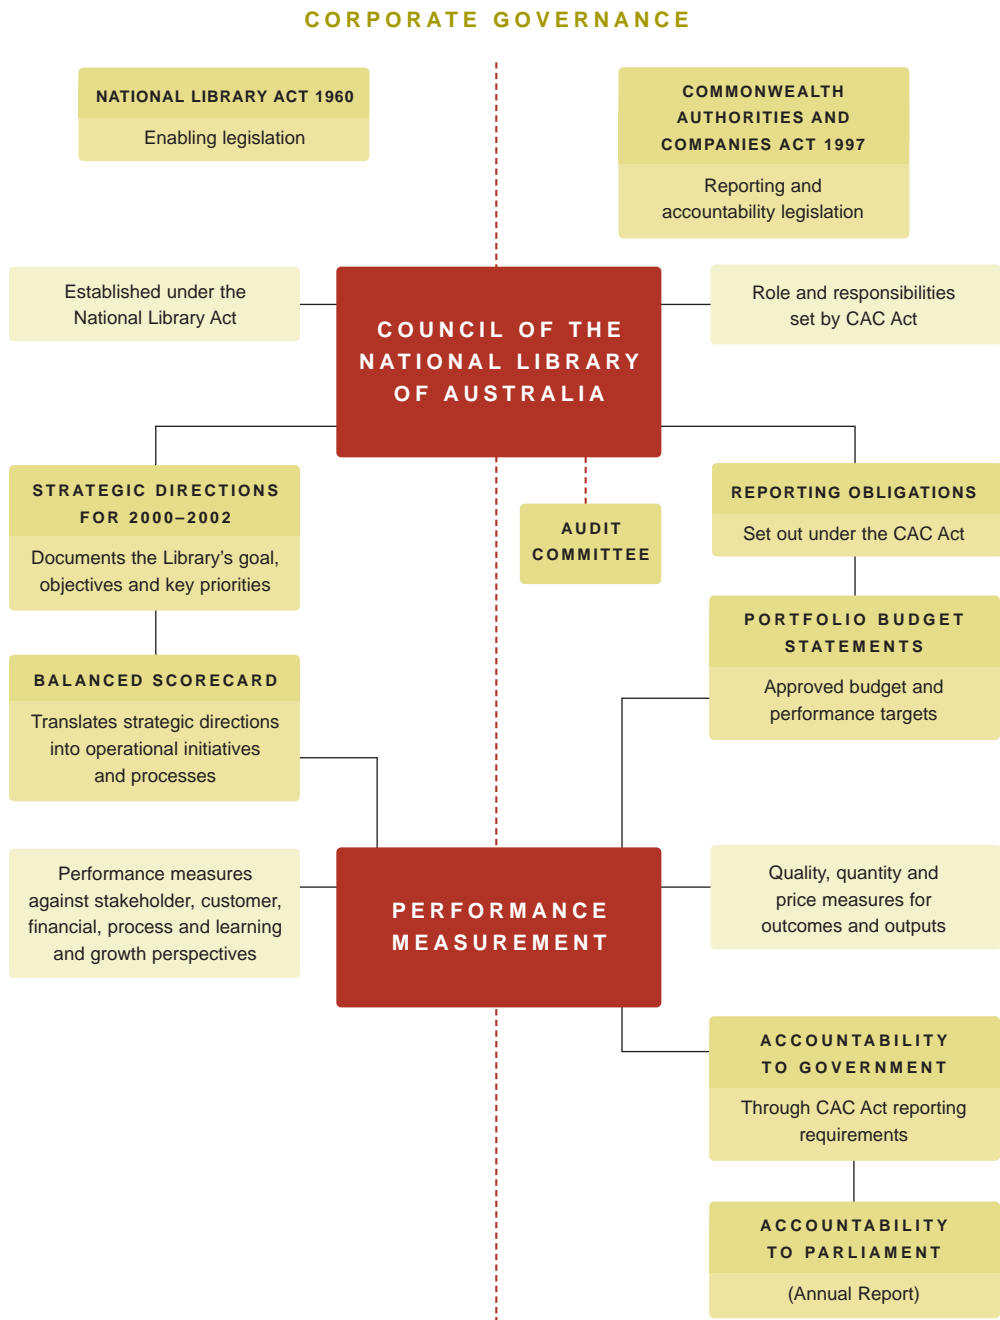 CORPORATE GOVERNANCE
NATIONAL LIBRARY ACT 1960
Enabling legislation
COMMONWEALTH
AUTHORITIES AND
COMPANIES ACT 1997
Reporting and
accountability legislation
Established under the
National Library Act
COUNCIL OF THE
NATIONAL LIBRARY
OF AUSTRALIA
Role and responsibilities
set by CAC Act
STRATEGIC DIRECTIONS
FOR 2000–2002
Documents the Library's goal,
objectives and key priorities
AUDIT
COMMITTEE
REPORTING OBLIGATIONS
Set out under the CAC Act
BALANCED SCORECARD
Translates strategic directions
into operational initiatives
and processes
PORTFOLIO BUDGET
STATEMENTS
Approved budget and
performance targets
Performance measures
against stakeholder, customer,
financial, process and learning
and growth perspectives
PERFORMANCE
MEASUREMENT
Quality, quantity and
price measures for
outcomes and outputs
ACCOUNTABILITY
TO GOVERNMENT
Through CAC Act reporting
requirements
ACCOUNTABILITY
TO PARLIAMENT
(Annual Report)